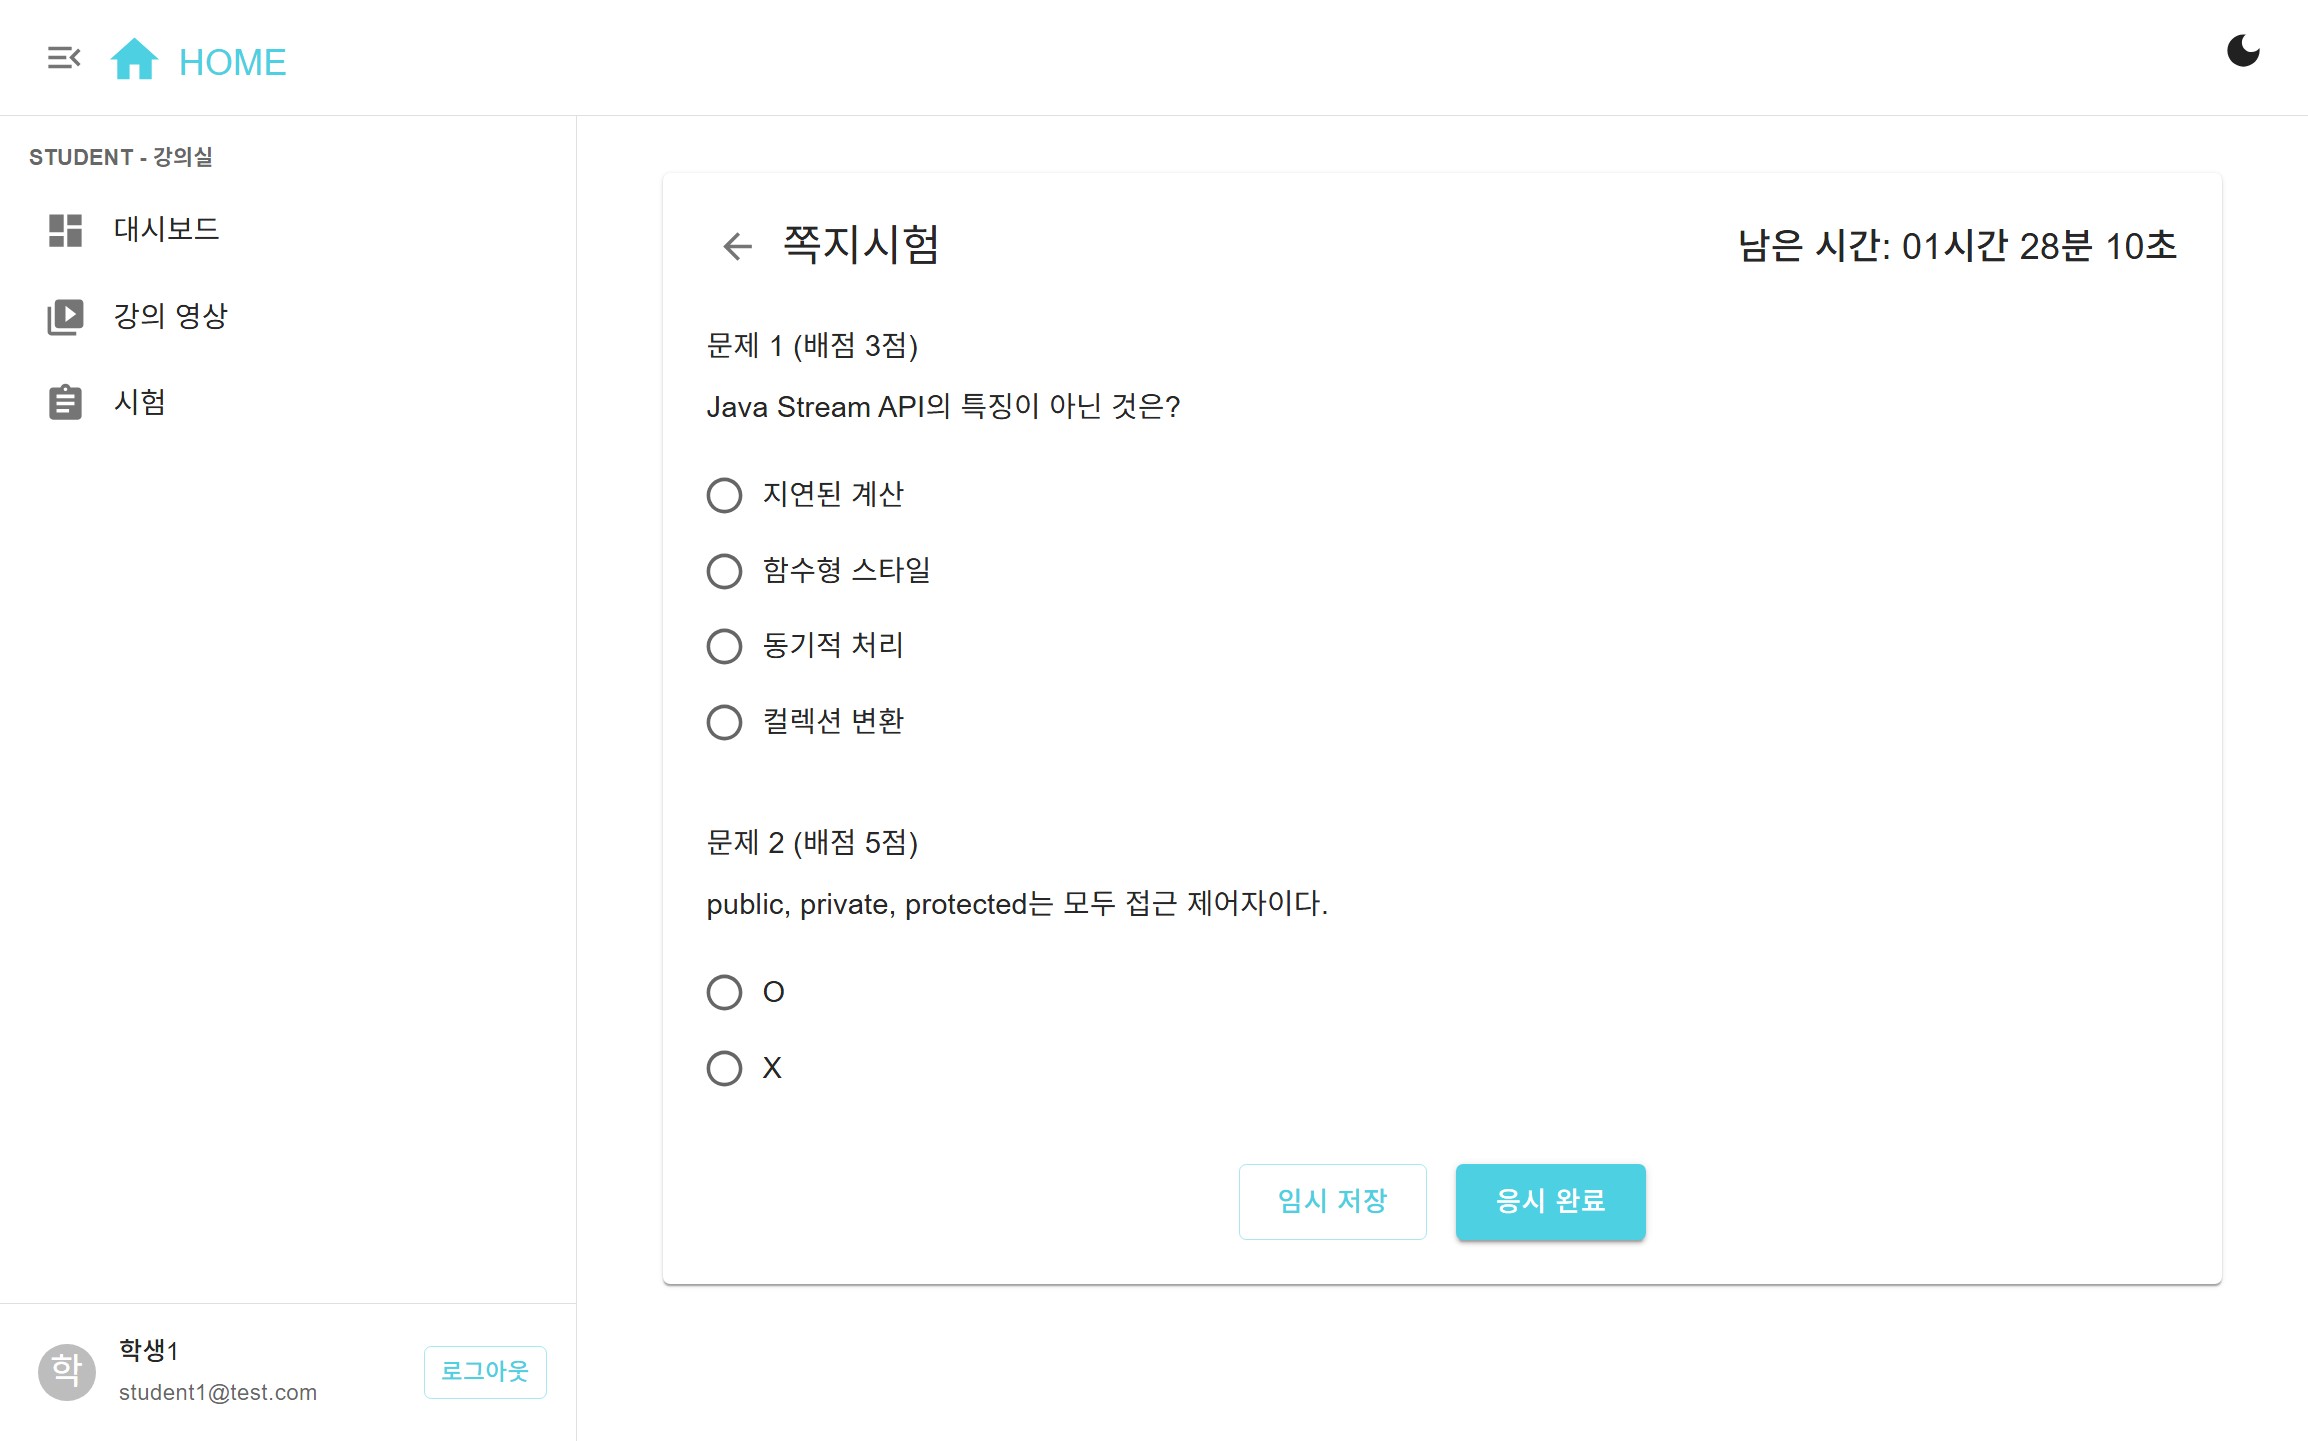 HOME
STUDENT - 강의실
대시보드
강의 영상
시험
쪽지시험
남은 시간: 01시간 28분 10초
문제 1 (배점 3점)
Java Stream API의 특징이 아닌 것은?
지연된 계산
함수형 스타일
동기적 처리
컬렉션 변환
문제 2 (배점 5점)
public, private, protected는 모두 접근 제어자이다.
O
X
임시 저장
응시 완료
학
학생1
student1@test.com
로그아웃